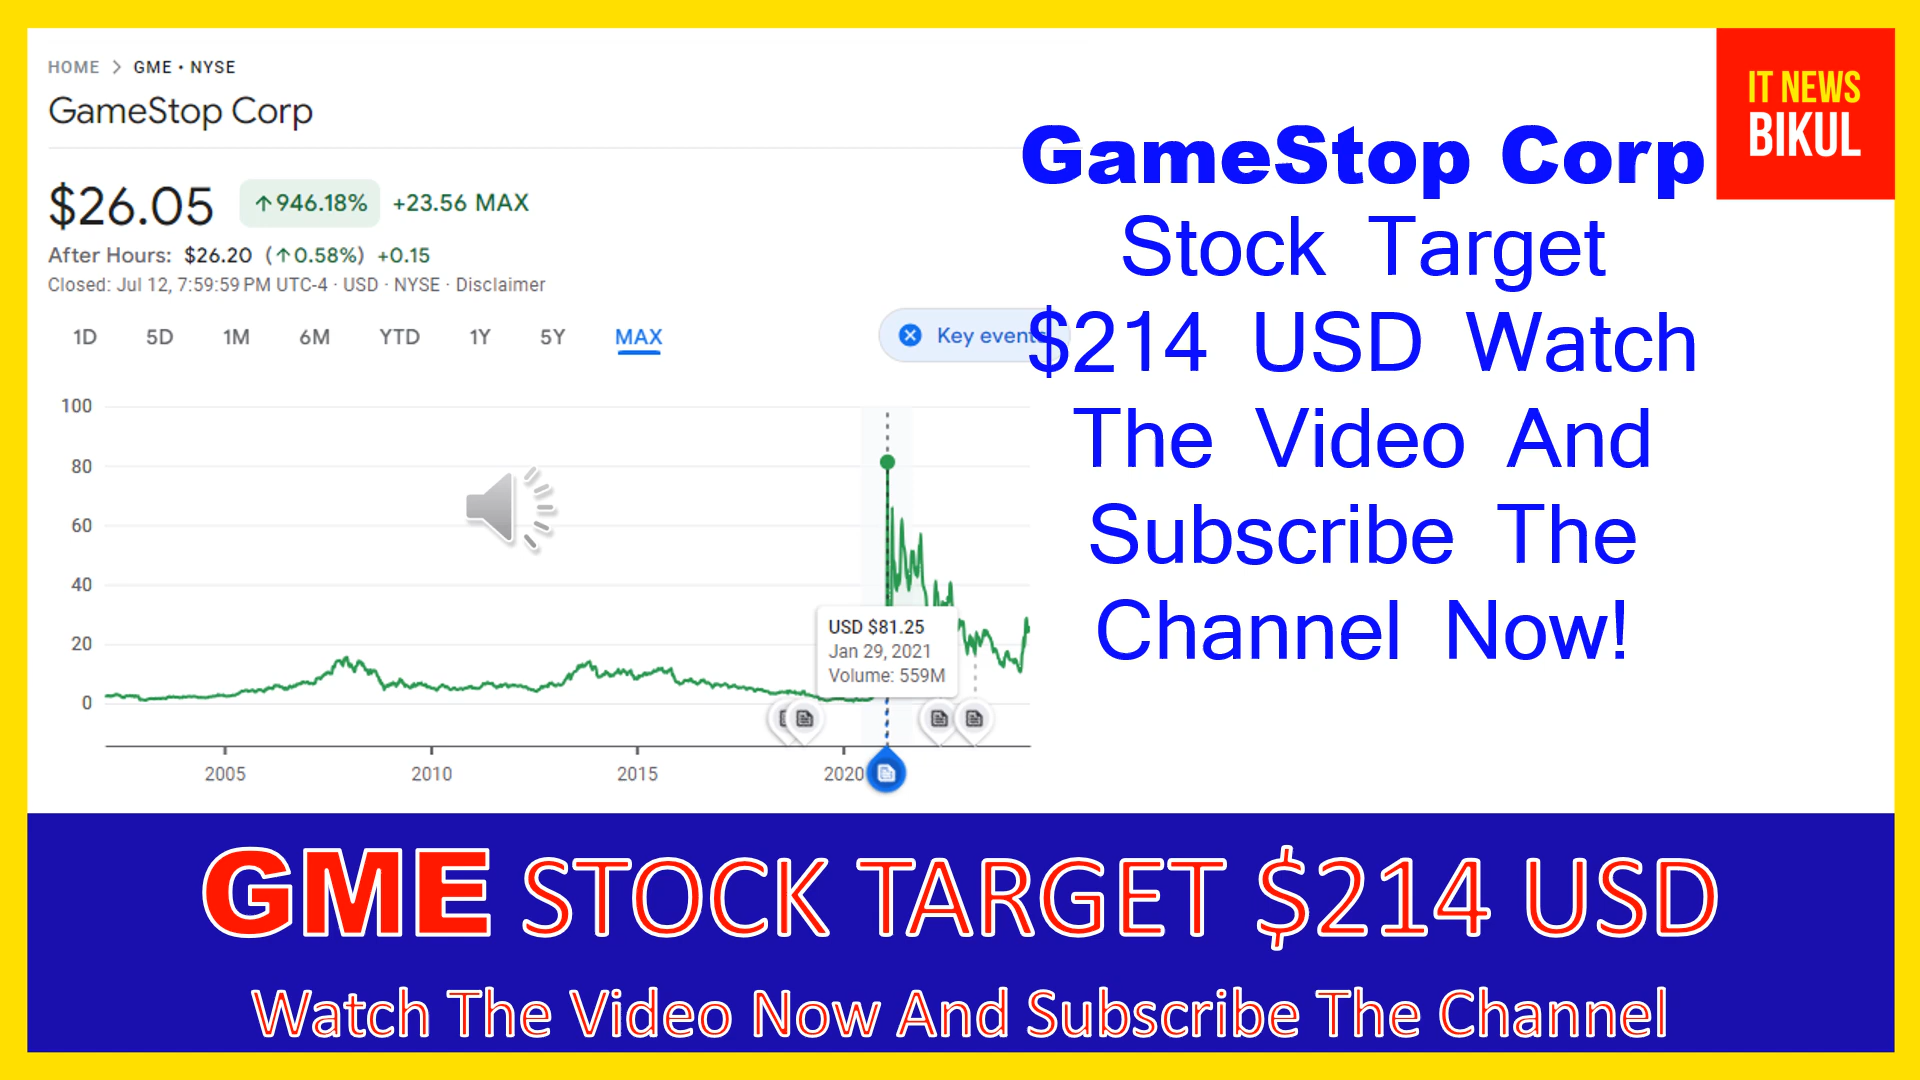 HOME > GME • NYSE
GameStop Corp
$26.05 ↑946.18% +23.56 MAX
After Hours: $26.20 (↑0.58%) +0.15
Closed: Jul 12, 7:59:59 PM UTC-4 · USD · NYSE · Disclaimer
1D 5D 1M 6M YTD 1Y 5Y MAX
Key events
100
80
60
40
20
0
USD $81.25
Jan 29, 2021
Volume: 559M
2005 2010 2015 2020
GameStop Corp
Stock Target
$214 USD Watch
The Video And
Subscribe The
Channel Now!
IT NEWS
BIKUL
GME STOCK TARGET $214 USD
Watch The Video Now And Subscribe The Channel